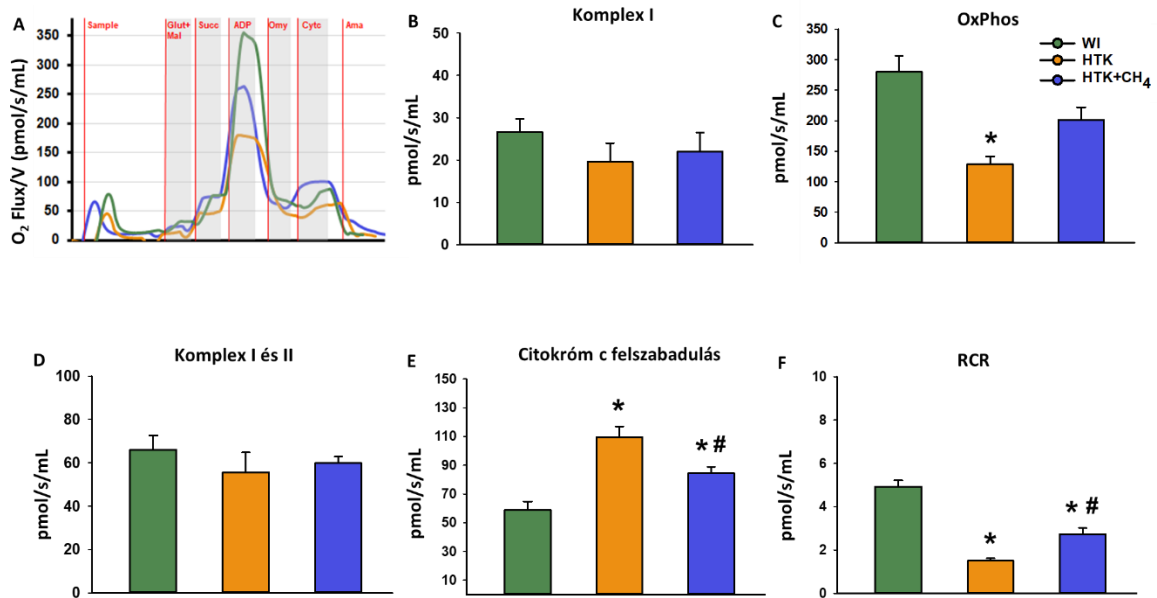 A
O₂ Flux/V (pmol/s/mL)
350
300
250
200
150
100
50
0
Sample
Glut+
Mal
Succ
ADP
Omy
Cytc
Ama
B
Komplex I
pmol/s/mL
50
40
30
20
10
0
C
OxPhos
pmol/s/mL
300
250
200
150
100
50
0
*
WI
HTK
HTK+CH₄
D
Komplex I és II
pmol/s/mL
100
80
60
40
20
0
E
Citokróm c felszabadulás
pmol/s/mL
150
130
110
90
70
50
30
10
*
* #
F
RCR
pmol/s/mL
10
8
6
4
2
0
*
* #